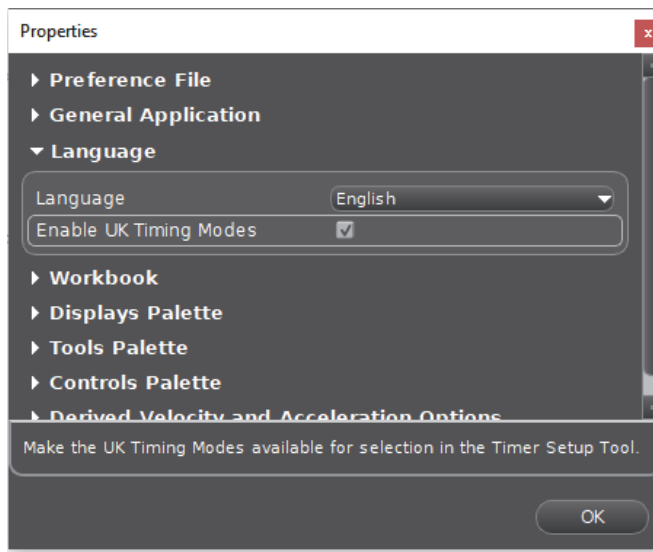 Properties
x
Preference File
General Application
Language
Language English
Enable UK Timing Modes
Workbook
Displays Palette
Tools Palette
Controls Palette
Derived Velocity and Acceleration Options
Make the UK Timing Modes available for selection in the Timer Setup Tool.
OK